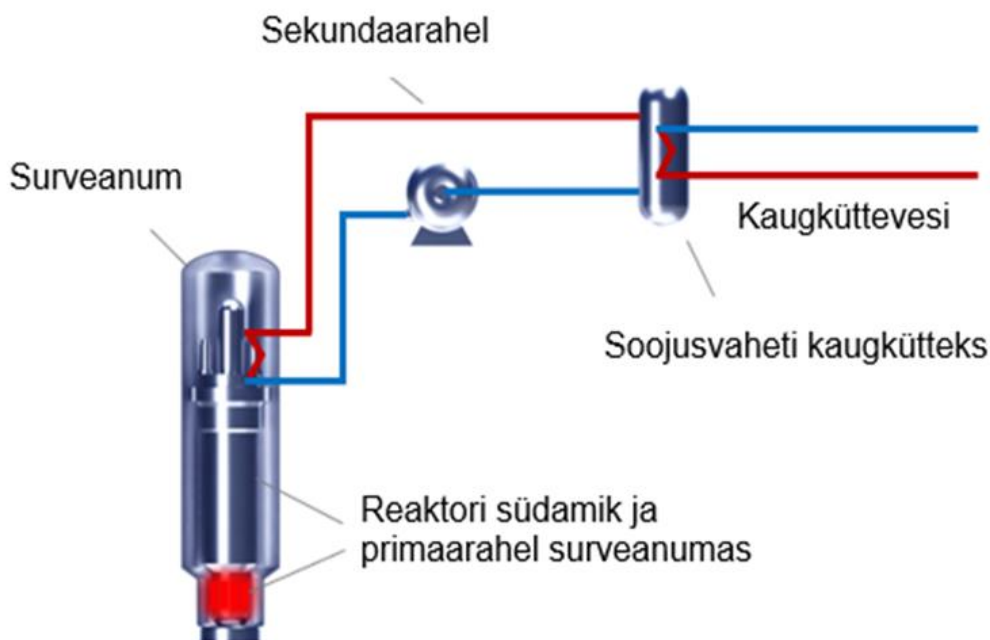 Sekundaarahel
Surveanum
Kaugküttevesi
Soojusvaheti kaugkütteks
Reaktori südamik ja
primaarahel surveanumas